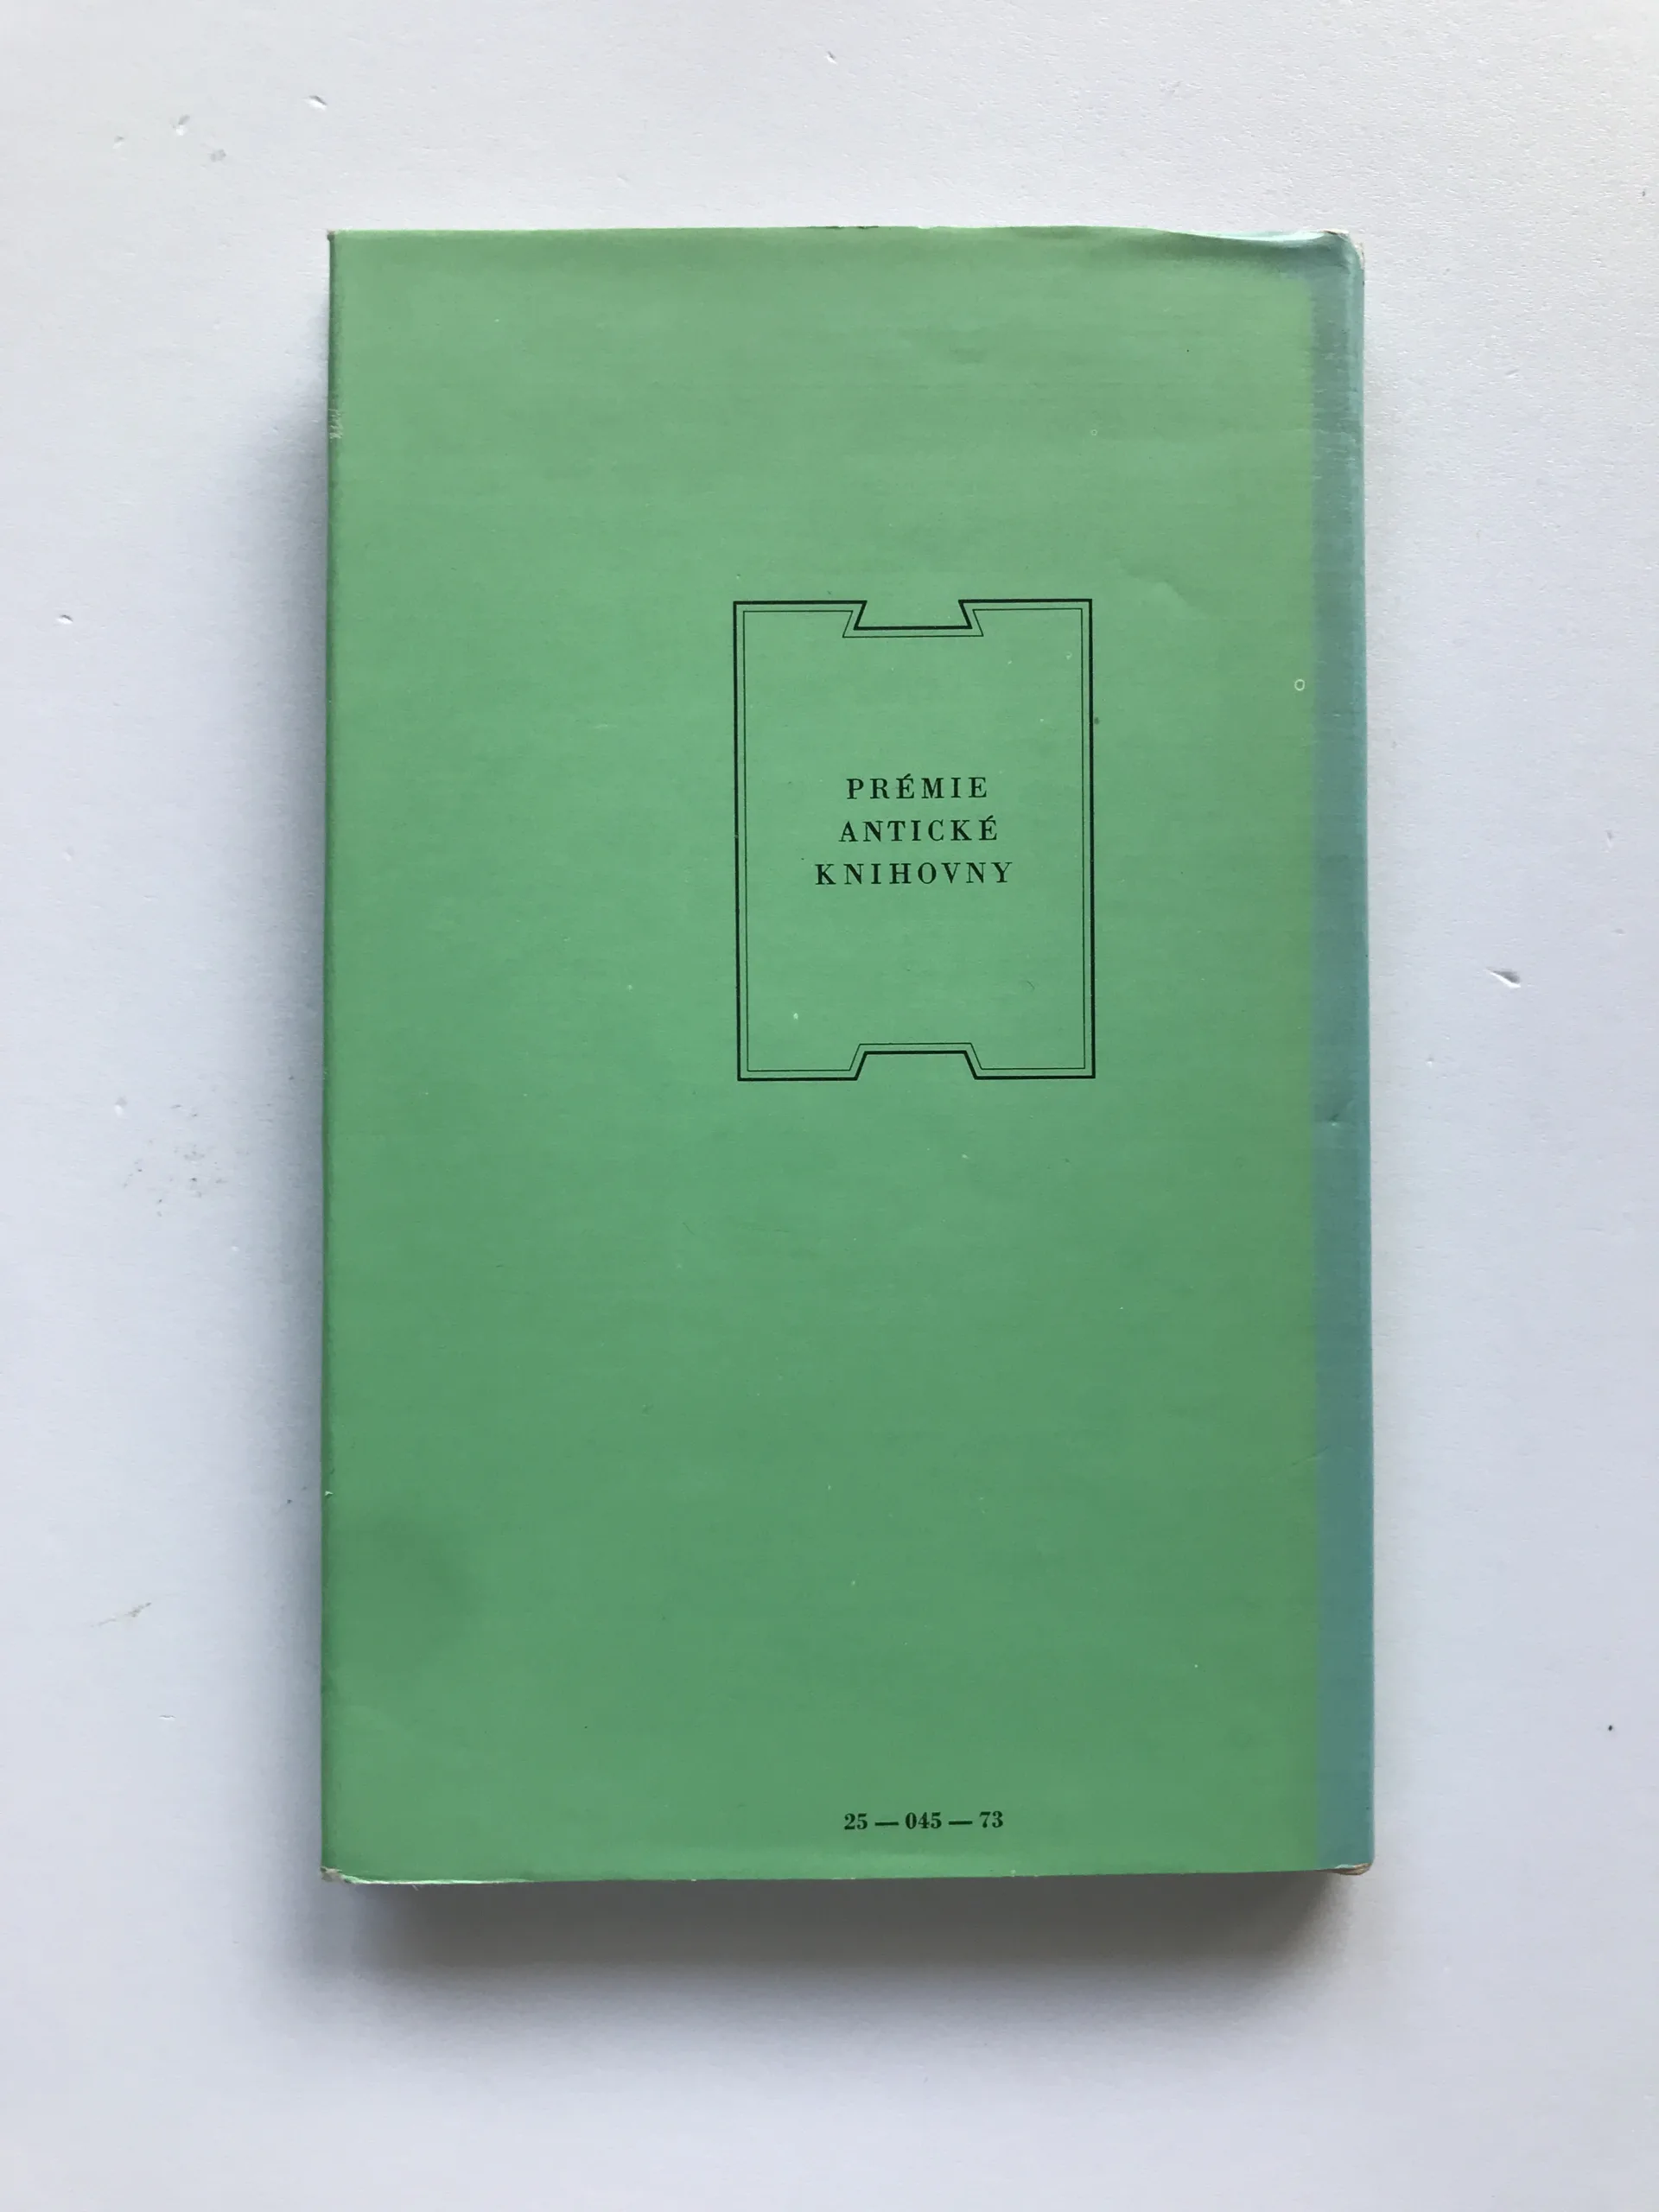 PRÉMIE
ANTICKÉ
KNIHOVNY
25 — 045 — 73